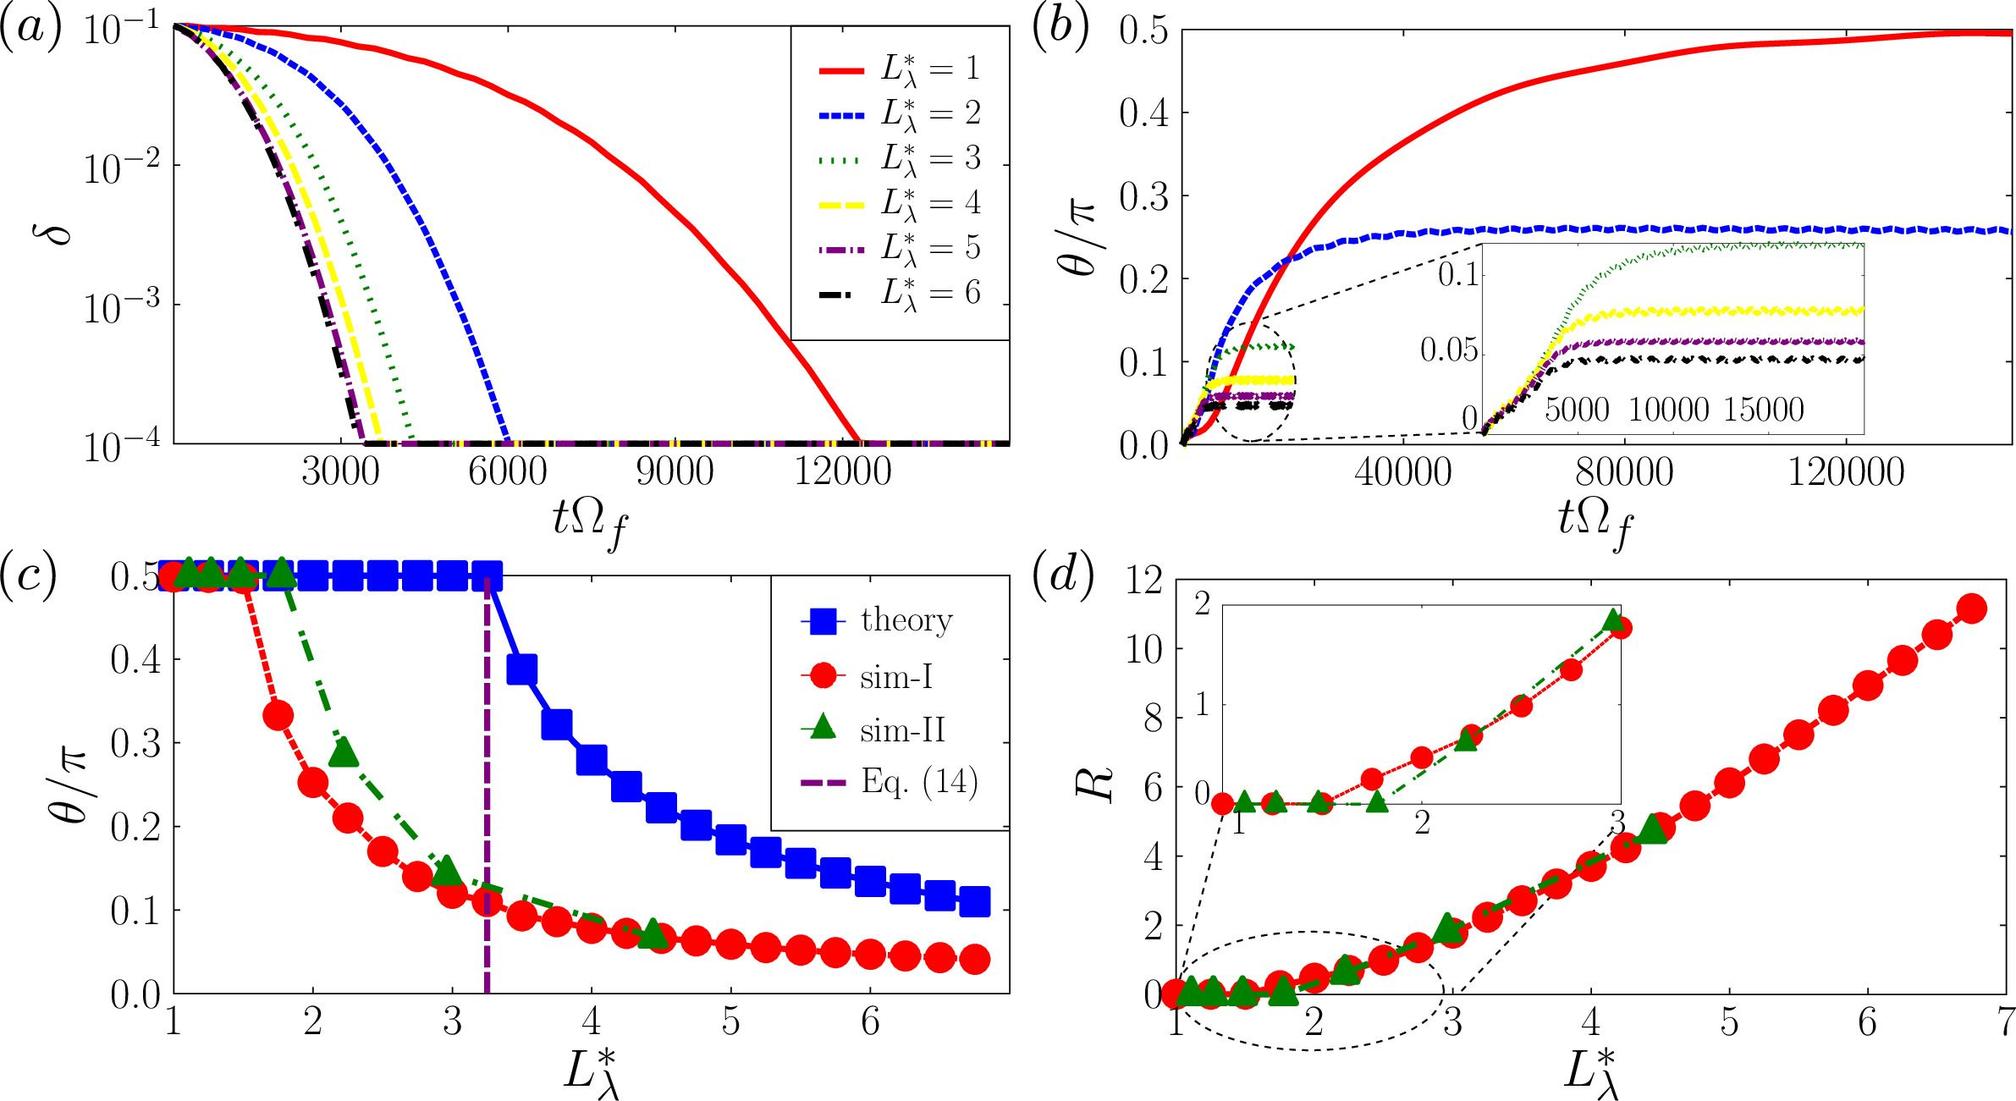 (a)
10⁻¹
10⁻²
10⁻³
10⁻⁴
δ
3000 6000 9000 12000
tΩ_f
L*_λ = 1
L*_λ = 2
L*_λ = 3
L*_λ = 4
L*_λ = 5
L*_λ = 6
(b)
0.5
0.4
0.3
0.2
0.1
0.0
θ/π
40000 80000 120000
tΩ_f
0.1
0.05
0
5000 10000 15000
(c)
0.5
0.4
0.3
0.2
0.1
0.0
θ/π
1 2 3 4 5 6
L*_λ
theory
sim-I
sim-II
Eq. (14)
(d)
12
10
8
6
4
2
0
R
1 2 3 4 5 6 7
L*_λ
2
1
0
1 2 3